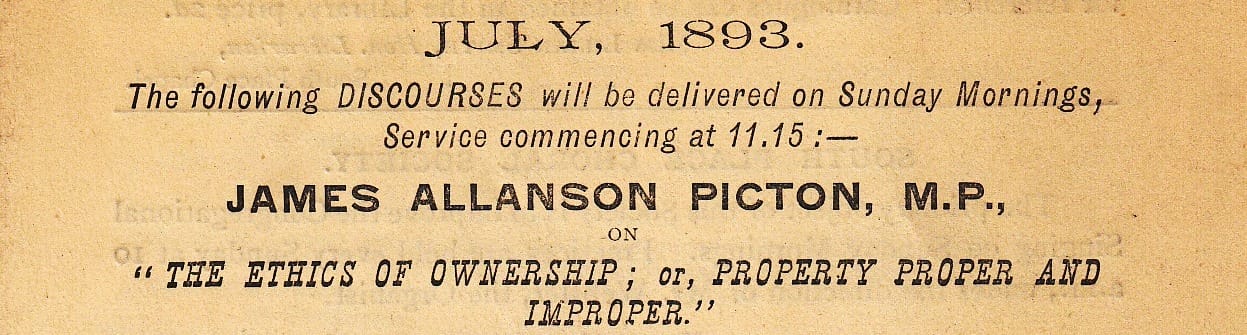 JULY, 1893.
The following DISCOURSES will be delivered on Sunday Mornings,
Service commencing at 11.15 :—
JAMES ALLANSON PICTON, M.P.,
ON
“ THE ETHICS OF OWNERSHIP ; or, PROPERTY PROPER AND
IMPROPER.”